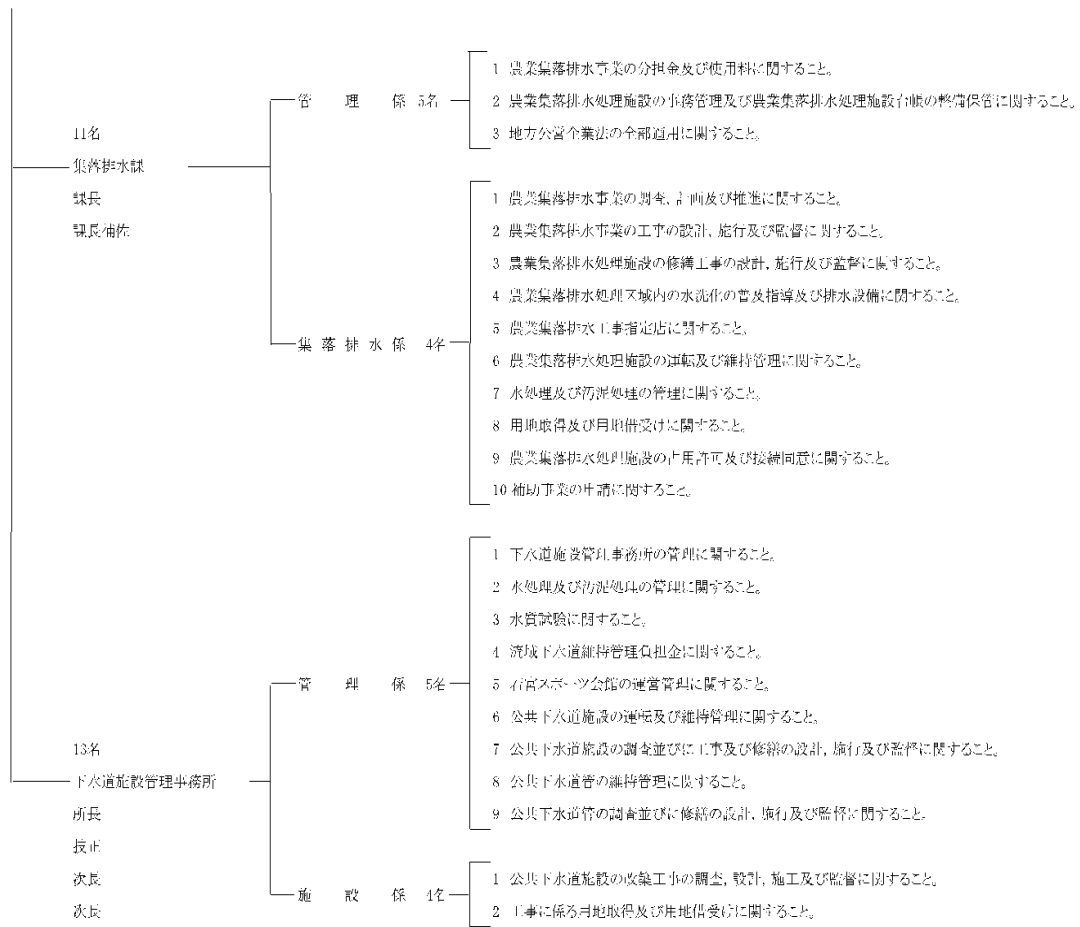 11名
集落排水課
課長
課長補佐
管理係 5名
1 農業集落排水事業の分担金及び使用料に関すること。
2 農業集落排水処理施設の事務管理及び農業集落排水処理施設台帳の整備保管に関すること。
3 地方公営企業法の全部適用に関すること。
集落排水係 4名
1 農業集落排水事業の調査、計画及び推進に関すること。
2 農業集落排水事業の工事の設計、施行及び監督に関すること。
3 農業集落排水処理施設の修繕工事の設計，施行及び監督に関すること。
4 農業集落排水処理区域内の水洗化の普及指導及び排水設備に関すること。
5 農業集落排水工事指定店に関すること。
6 農業集落排水処理施設の運転及び維持管理に関すること。
7 水処理及び汚泥処理の管理に関すること。
8 用地取得及び用地借受けに関すること。
9 農業集落排水処理施設の占用許可及び接続同意に関すること。
10 補助事業の申請に関すること。
13名
下水道施設管理事務所
所長
技正
次長
次長
管理係 5名
1 下水道施設管理事務所の管理に関すること。
2 水処理及び汚泥処理の管理に関すること。
3 水質試験に関すること。
4 流域下水道維持管理負担金に関すること。
5 若宮スポーツ会館の運営管理に関すること。
6 公共下水道施設の運転及び維持管理に関すること。
7 公共下水道施設の調査並びに工事及び修繕の設計，施行及び監督に関すること。
8 公共下水道管の維持管理に関すること。
9 公共下水道管の調査並びに修繕の設計，施行及び監督に関すること。
施設係 4名
1 公共下水道施設の改築工事の調査，設計，施工及び監督に関すること。
2 工事に係る用地取得及び用地借受けに関すること。